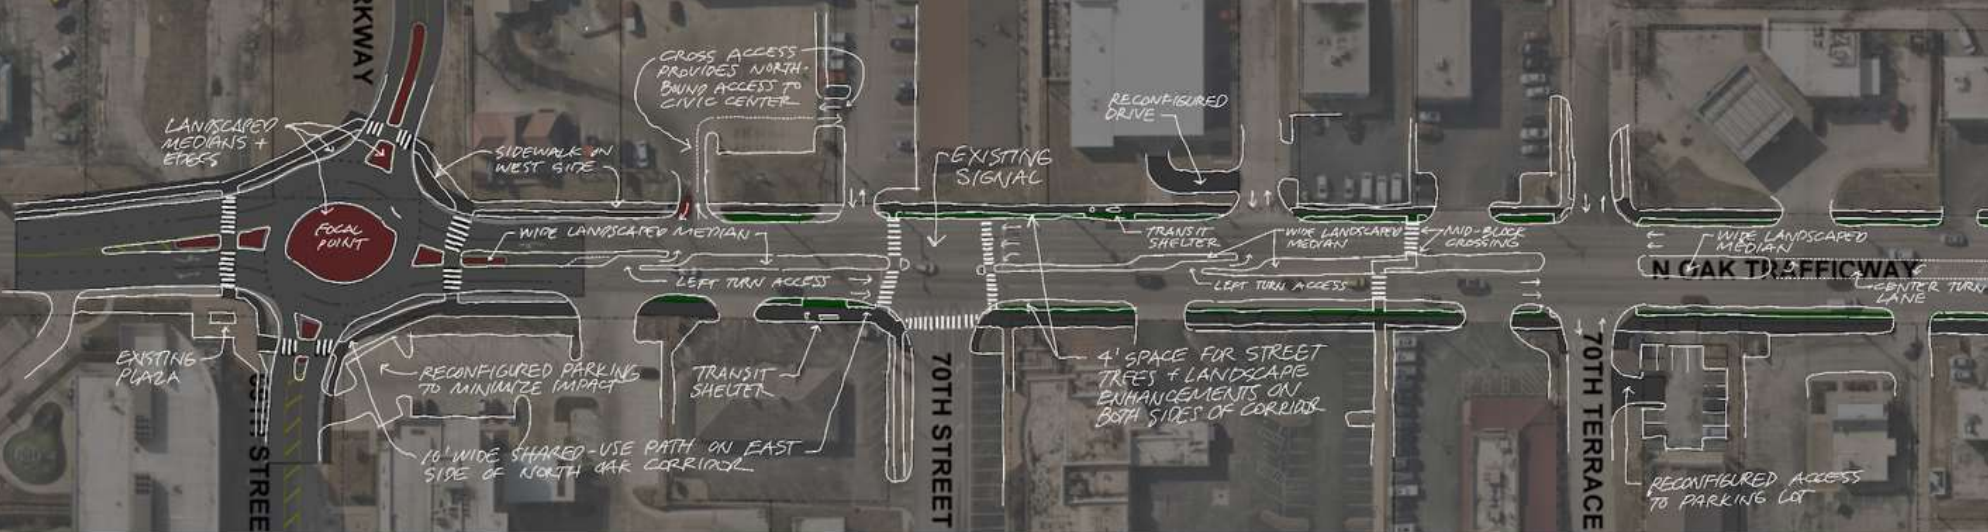 RKWAY
LANDSCAPED
MEDIANS +
EDGES
FOCAL
POINT
EXISTING
PLAZA
STREE
SIDEWALK ON
WEST SIDE
CROSS ACCESS
PROVIDES NORTH-
BOUND ACCESS TO
CIVIC CENTER
WIDE LANDSCAPED MEDIAN
LEFT TURN ACCESS
RECONFIGURED PARKING
TO MINIMIZE IMPACT
TRANSIT
SHELTER
10' WIDE SHARED-USE PATH ON EAST
SIDE OF NORTH OAK CORRIDOR
EXISTING
SIGNAL
70TH STREET
RECONFIGURED
DRIVE
TRANSIT
SHELTER
WIDE LANDSCAPED
MEDIAN
LEFT TURN ACCESS
MID-BLOCK
CROSSING
4' SPACE FOR STREET
TREES + LANDSCAPE
ENHANCEMENTS ON
BOTH SIDES OF CORRIDOR
WIDE LANDSCAPED
MEDIAN
N OAK TRAFFICWAY
CENTER TURN
LANE
70TH TERRACE
RECONFIGURED ACCESS
TO PARKING LOT